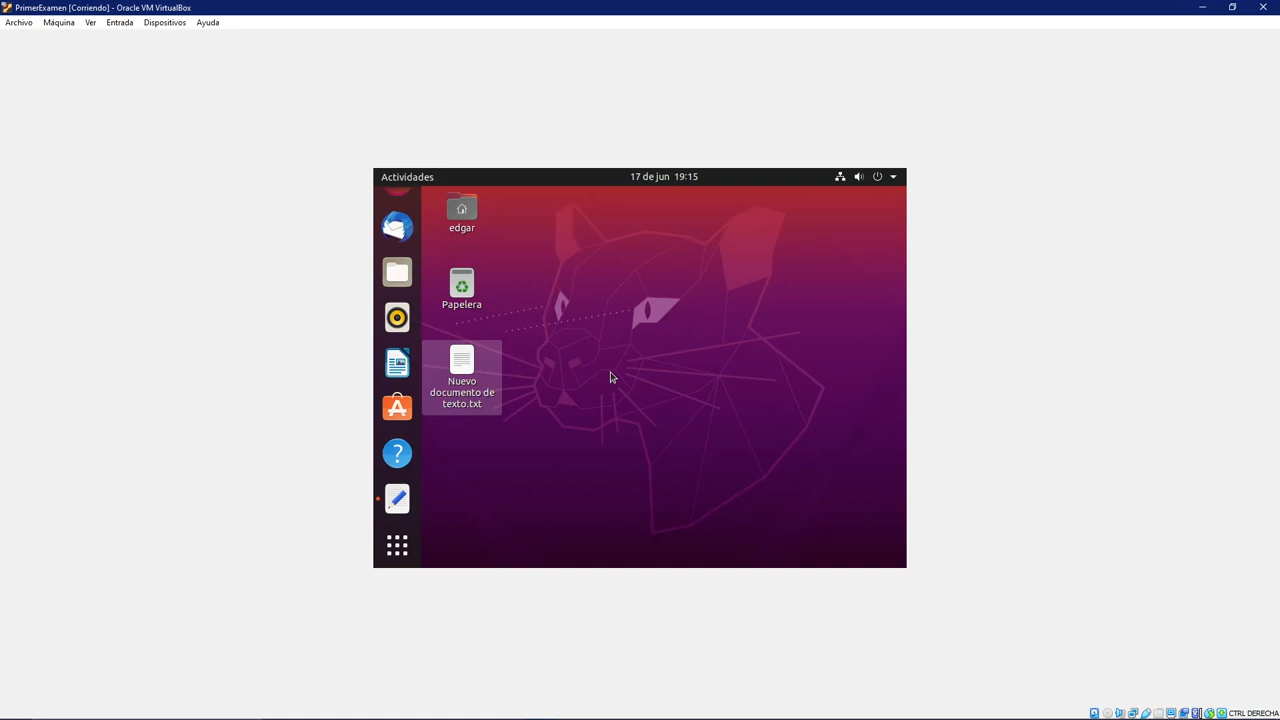 PrimerExamen [Corriendo] - Oracle VM VirtualBox
Archivo Máquina Ver Entrada Dispositivos Ayuda
Actividades 17 de jun 19:15
edgar
Papelera
Nuevo
documento de
texto.txt
CTRL DERECHA